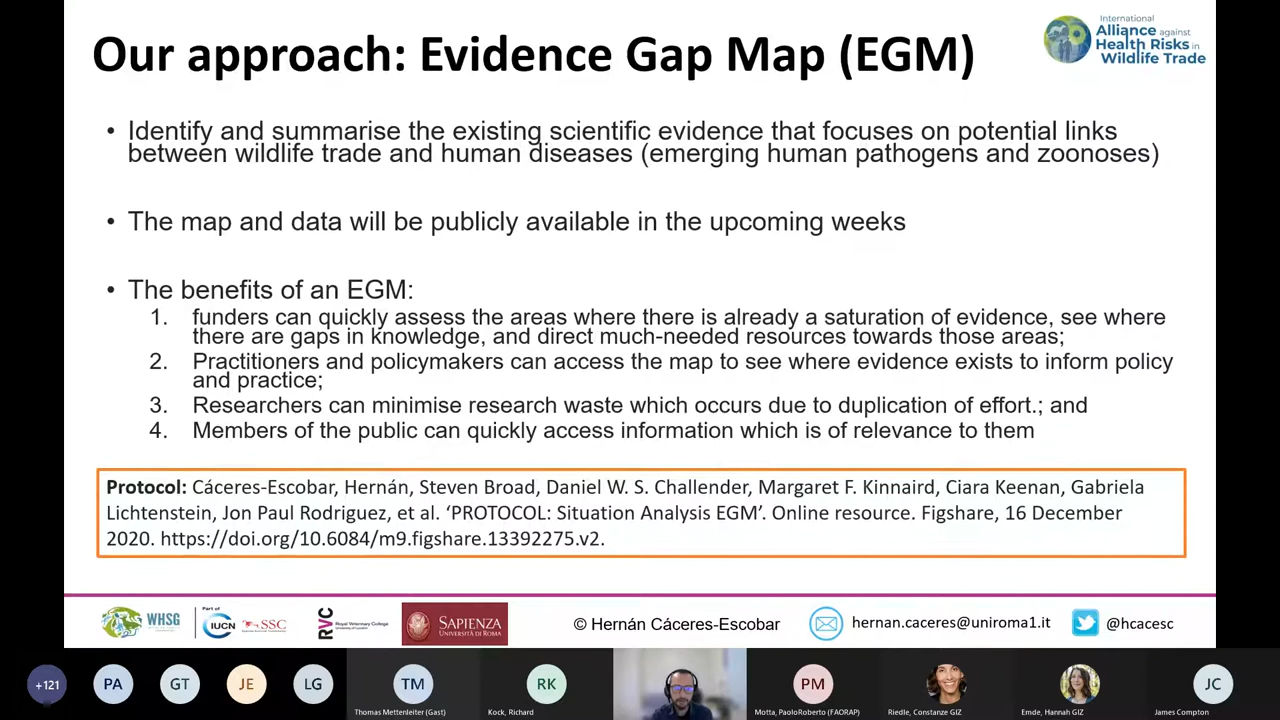 Our approach: Evidence Gap Map (EGM)
International
Alliance against
Health Risks in
Wildlife Trade
• Identify and summarise the existing scientific evidence that focuses on potential links
between wildlife trade and human diseases (emerging human pathogens and zoonoses)
• The map and data will be publicly available in the upcoming weeks
• The benefits of an EGM:
1. funders can quickly assess the areas where there is already a saturation of evidence, see where
there are gaps in knowledge, and direct much-needed resources towards those areas;
2. Practitioners and policymakers can access the map to see where evidence exists to inform policy
and practice;
3. Researchers can minimise research waste which occurs due to duplication of effort.; and
4. Members of the public can quickly access information which is of relevance to them
Protocol: Cáceres-Escobar, Hernán, Steven Broad, Daniel W. S. Challender, Margaret F. Kinnaird, Ciara Keenan, Gabriela
Lichtenstein, Jon Paul Rodriguez, et al. ‘PROTOCOL: Situation Analysis EGM’. Online resource. Figshare, 16 December
2020. https://doi.org/10.6084/m9.figshare.13392275.v2.
WHSG
Part of
IUCN
SSC
RVC
Royal Veterinary College
SAPIENZA
UNIVERSITÀ DI ROMA
© Hernán Cáceres-Escobar
hernan.caceres@uniroma1.it
@hcacesc
+121
PA
GT
JE
LG
TM
Thomas Mettenleiter (Gast)
RK
Kock, Richard
PM
Motta, PaoloRoberto (FAORAP)
Riedle, Constanze GIZ
Emde, Hannah GIZ
JC
James Compton